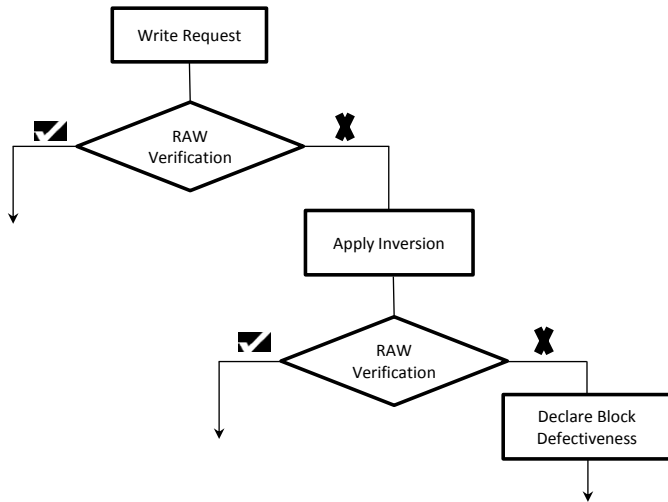 Write Request
RAW
Verification
Apply Inversion
RAW
Verification
Declare Block
Defectiveness